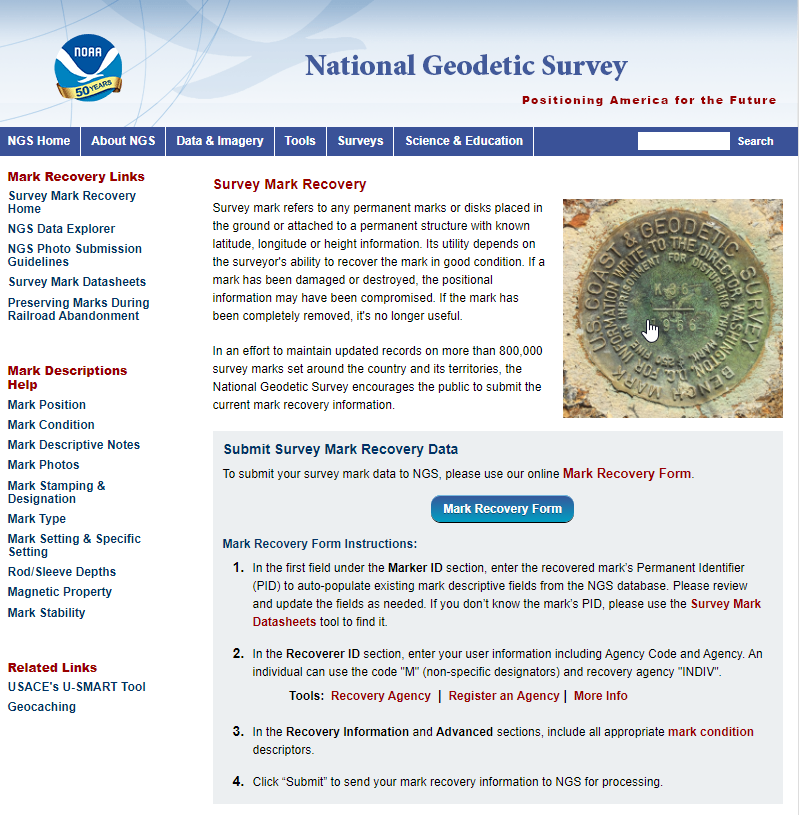 NOAA
50 YEARS
National Geodetic Survey
Positioning America for the Future
NGS Home
About NGS
Data & Imagery
Tools
Surveys
Science & Education
Search
Mark Recovery Links
Survey Mark Recovery
Home
NGS Data Explorer
NGS Photo Submission
Guidelines
Survey Mark Datasheets
Preserving Marks During
Railroad Abandonment
Mark Descriptions
Help
Mark Position
Mark Condition
Mark Descriptive Notes
Mark Photos
Mark Stamping &
Designation
Mark Type
Mark Setting & Specific
Setting
Rod/Sleeve Depths
Magnetic Property
Mark Stability
Related Links
USACE's U-SMART Tool
Geocaching
Survey Mark Recovery
Survey mark refers to any permanent marks or disks placed in
the ground or attached to a permanent structure with known
latitude, longitude or height information. Its utility depends on
the surveyor's ability to recover the mark in good condition. If a
mark has been damaged or destroyed, the positional
information may have been compromised. If the mark has
been completely removed, it's no longer useful.
In an effort to maintain updated records on more than 800,000
survey marks set around the country and its territories, the
National Geodetic Survey encourages the public to submit the
current mark recovery information.
U S COAST & GEODETIC SURVEY
BENCH MARK
FOR INFORMATION WRITE TO THE DIRECTOR, WASHINGTON, D.C.
IMPRISONMENT FOR DISTURBING THIS MARK
Submit Survey Mark Recovery Data
To submit your survey mark data to NGS, please use our online Mark Recovery Form.
Mark Recovery Form
Mark Recovery Form Instructions:
1. In the first field under the Marker ID section, enter the recovered mark's Permanent Identifier
(PID) to auto-populate existing mark descriptive fields from the NGS database. Please review
and update the fields as needed. If you don't know the mark's PID, please use the Survey Mark
Datasheets tool to find it.
2. In the Recoverer ID section, enter your user information including Agency Code and Agency. An
individual can use the code "M" (non-specific designators) and recovery agency "INDIV".
Tools: Recovery Agency | Register an Agency | More Info
3. In the Recovery Information and Advanced sections, include all appropriate mark condition
descriptors.
4. Click “Submit” to send your mark recovery information to NGS for processing.